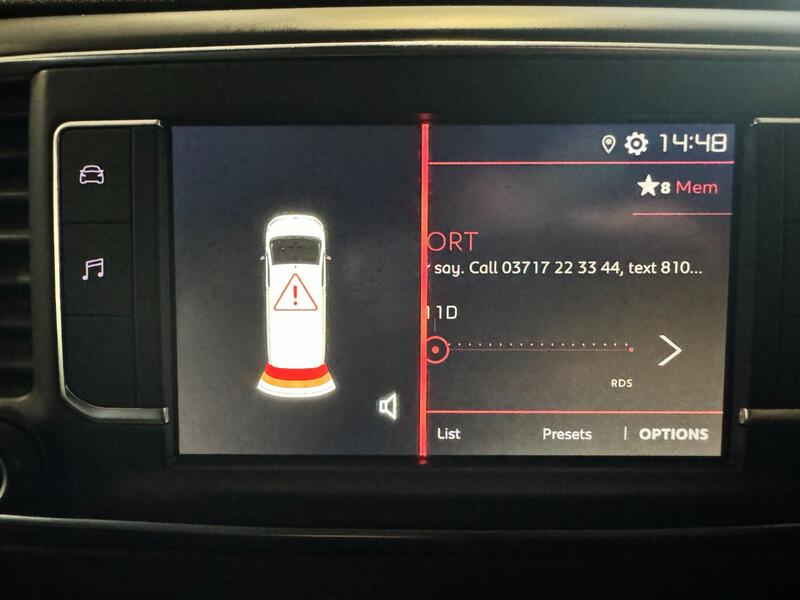 14:48
8 Mem
ORT
say. Call 03717 22 33 44, text 810...
11D
RDS
List Presets | OPTIONS